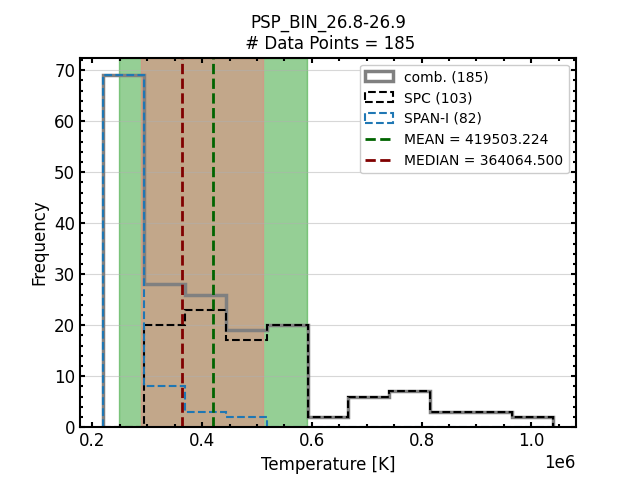 PSP_BIN_26.8-26.9
# Data Points = 185
comb. (185)
SPC (103)
SPAN-I (82)
MEAN = 419503.224
MEDIAN = 364064.500
70
60
50
40
30
20
10
0
Frequency
0.2 0.4 0.6 0.8 1.0
1e6
Temperature [K]